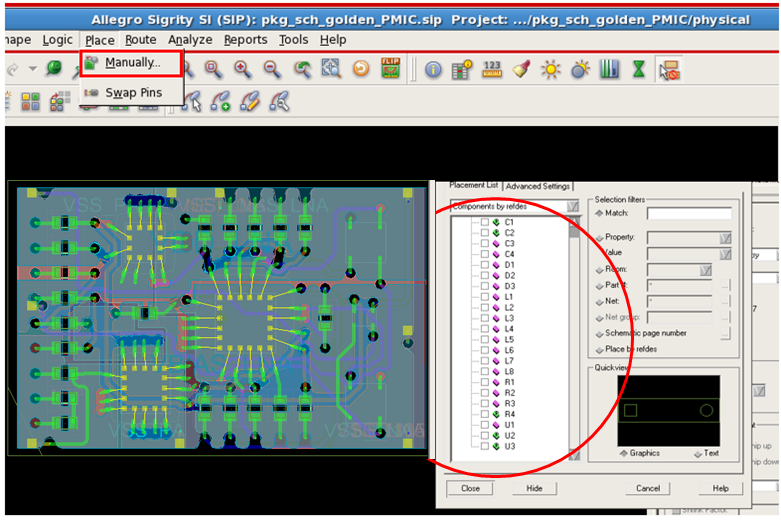 Allegro Sigrity SI (SIP): pkg_sch_golden_PMIC.sip Project: .../pkg_sch_golden_PMIC/physical
hape Logic Place Route Analyze Reports Tools Help
Manually...
Swap Pins
FLIP
123
Placement List Advanced Settings
Components by refdes
C1
C2
C3
C4
D1
D2
D3
L1
L2
L3
L4
L5
L6
L7
L8
R1
R2
R3
R4
U1
U2
U3
Selection filters
Match:
Property:
Value
Room:
Part #:
Net:
Net group:
Schematic page number
Place by refdes
Quickview
Graphics Text
Close Hide Cancel Help